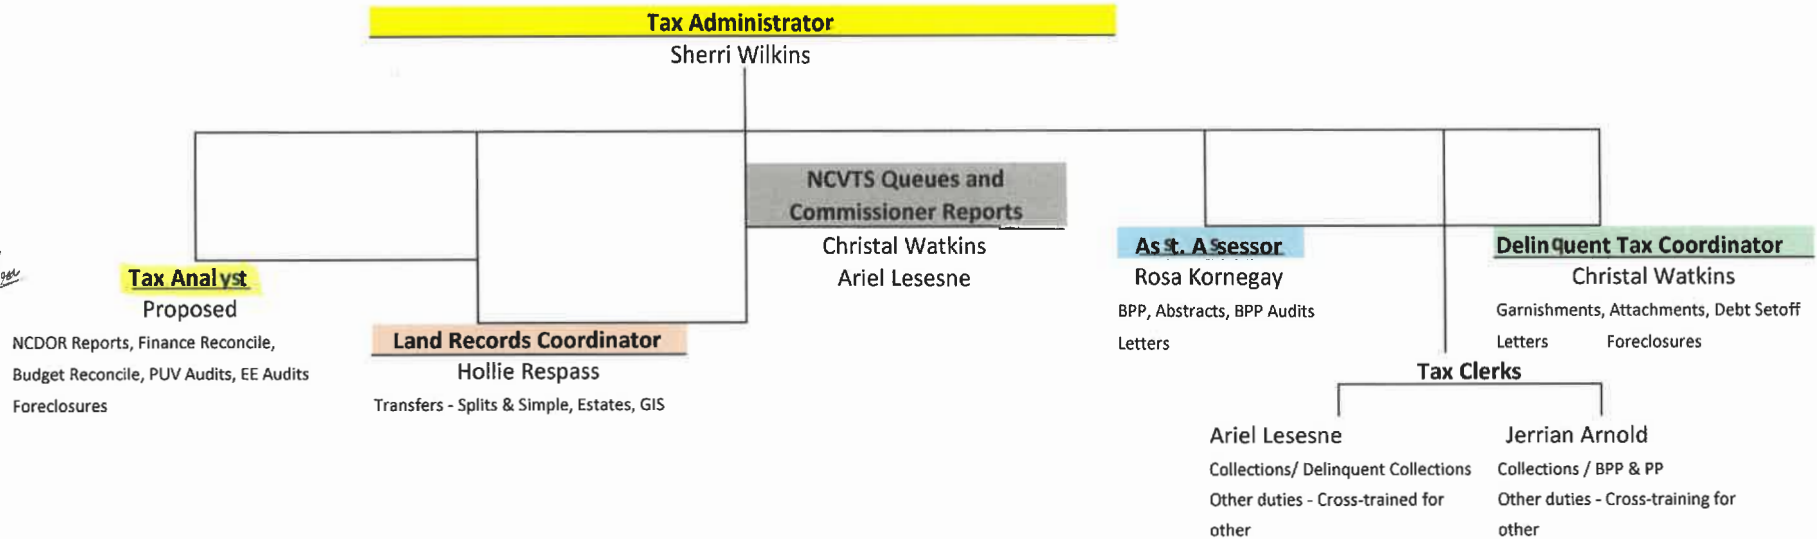 Tax Administrator
Sherri Wilkins
NCVTS Queues and
Commissioner Reports
Christal Watkins
Ariel Lesesne
Tax Analyst
Proposed
NCDOR Reports, Finance Reconcile,
Budget Reconcile, PUV Audits, EE Audits
Foreclosures
Land Records Coordinator
Hollie Respass
Transfers - Splits & Simple, Estates, GIS
Asst. Assessor
Rosa Kornegay
BPP, Abstracts, BPP Audits
Letters
Delinquent Tax Coordinator
Christal Watkins
Garnishments, Attachments, Debt Setoff
Letters Foreclosures
Tax Clerks
Ariel Lesesne
Collections/ Delinquent Collections
Other duties - Cross-trained for
other
Jerrian Arnold
Collections / BPP & PP
Other duties - Cross-training for
other